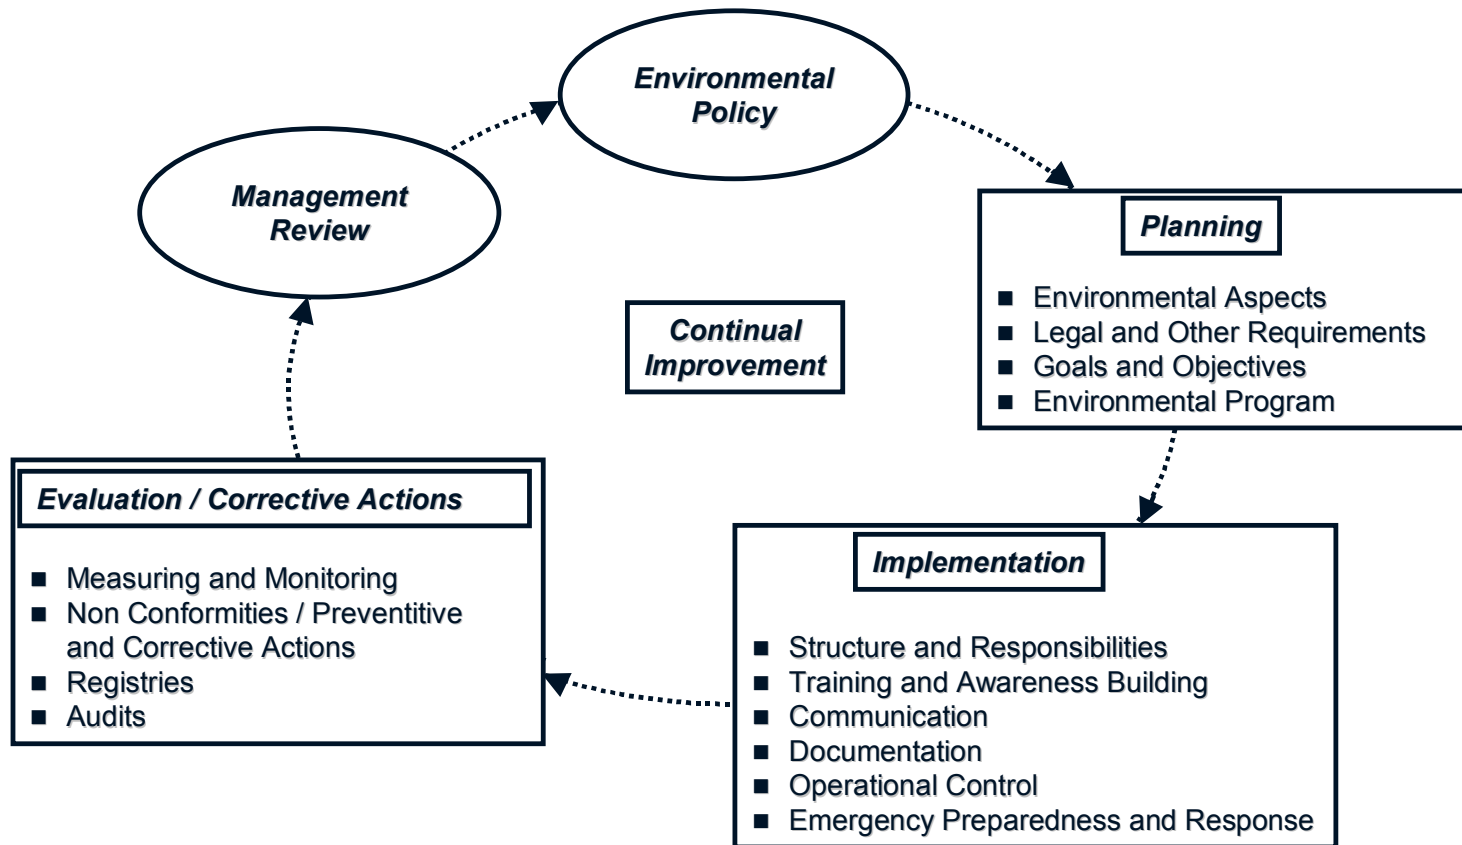 Environmental
Policy
Management
Review
Planning
■ Environmental Aspects
■ Legal and Other Requirements
■ Goals and Objectives
■ Environmental Program
Continual
Improvement
Evaluation / Corrective Actions
■ Measuring and Monitoring
■ Non Conformities / Preventitive
and Corrective Actions
■ Registries
■ Audits
Implementation
■ Structure and Responsibilities
■ Training and Awareness Building
■ Communication
■ Documentation
■ Operational Control
■ Emergency Preparedness and Response